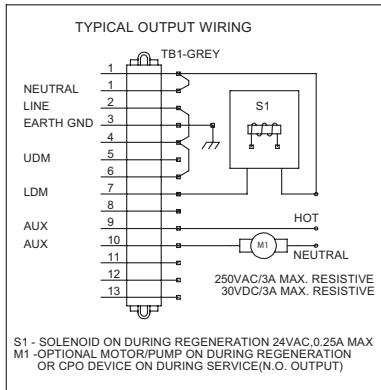 TYPICAL OUTPUT WIRING
TB1-GREY
1
NEUTRAL 1
LINE 2
EARTH GND 3
4
UDM 5
6
LDM 7
8
AUX 9
AUX 10
11
12
13
S1
HOT
M1
NEUTRAL
250VAC/3A MAX. RESISTIVE
30VDC/3A MAX. RESISTIVE
S1 - SOLENOID ON DURING REGENERATION 24VAC,0.25A MAX
M1 -OPTIONAL MOTOR/PUMP ON DURING REGENERATION
OR CPO DEVICE ON DURING SERVICE(N.O. OUTPUT)